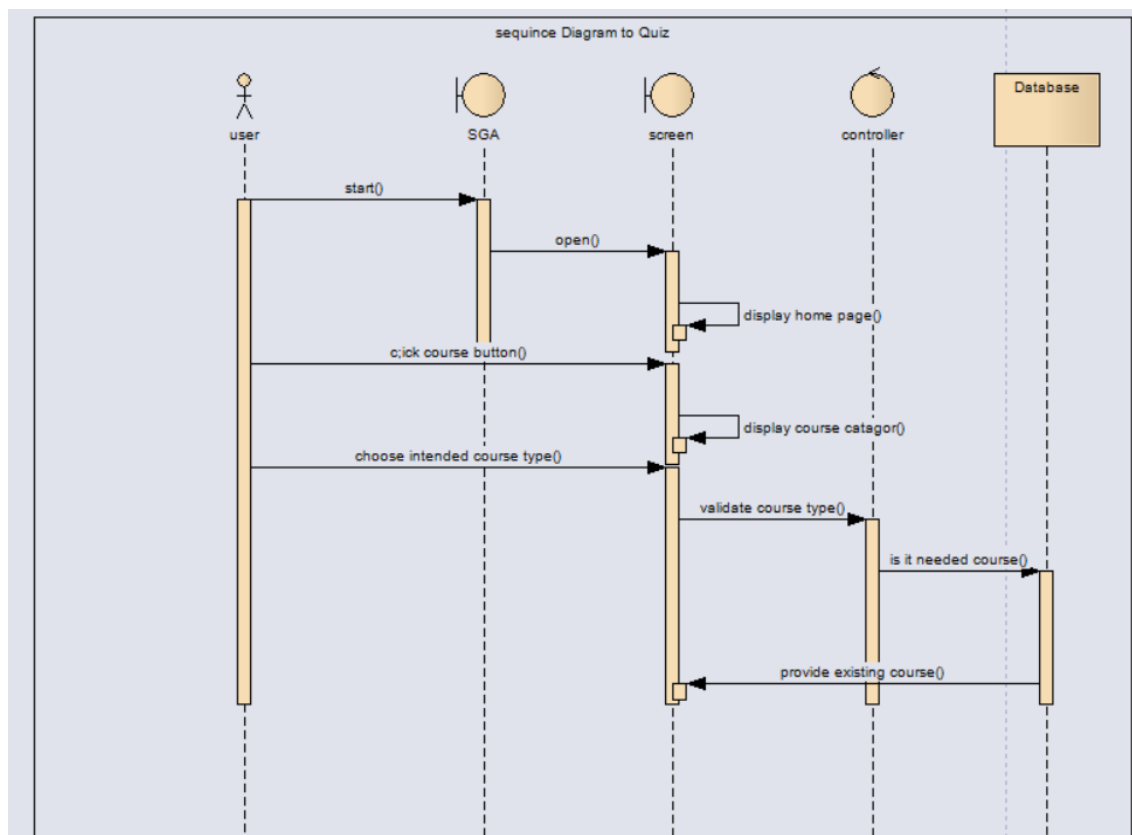 sequince Diagram to Quiz
user
SGA
screen
controller
Database
start()
open()
display home page()
c;ick course button()
display course catagor()
choose intended course type()
validate course type()
is it needed course()
provide existing course()